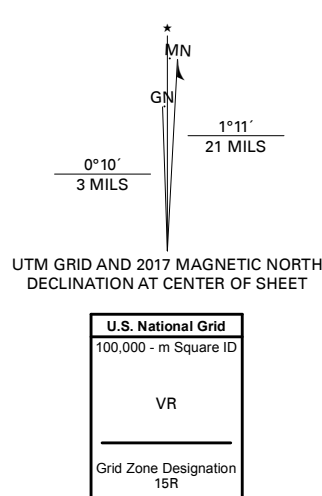 ★
MN
GN
1°11´
21 MILS
0°10´
3 MILS
UTM GRID AND 2017 MAGNETIC NORTH
DECLINATION AT CENTER OF SHEET
U.S. National Grid
100,000 - m Square ID
VR
Grid Zone Designation
15R